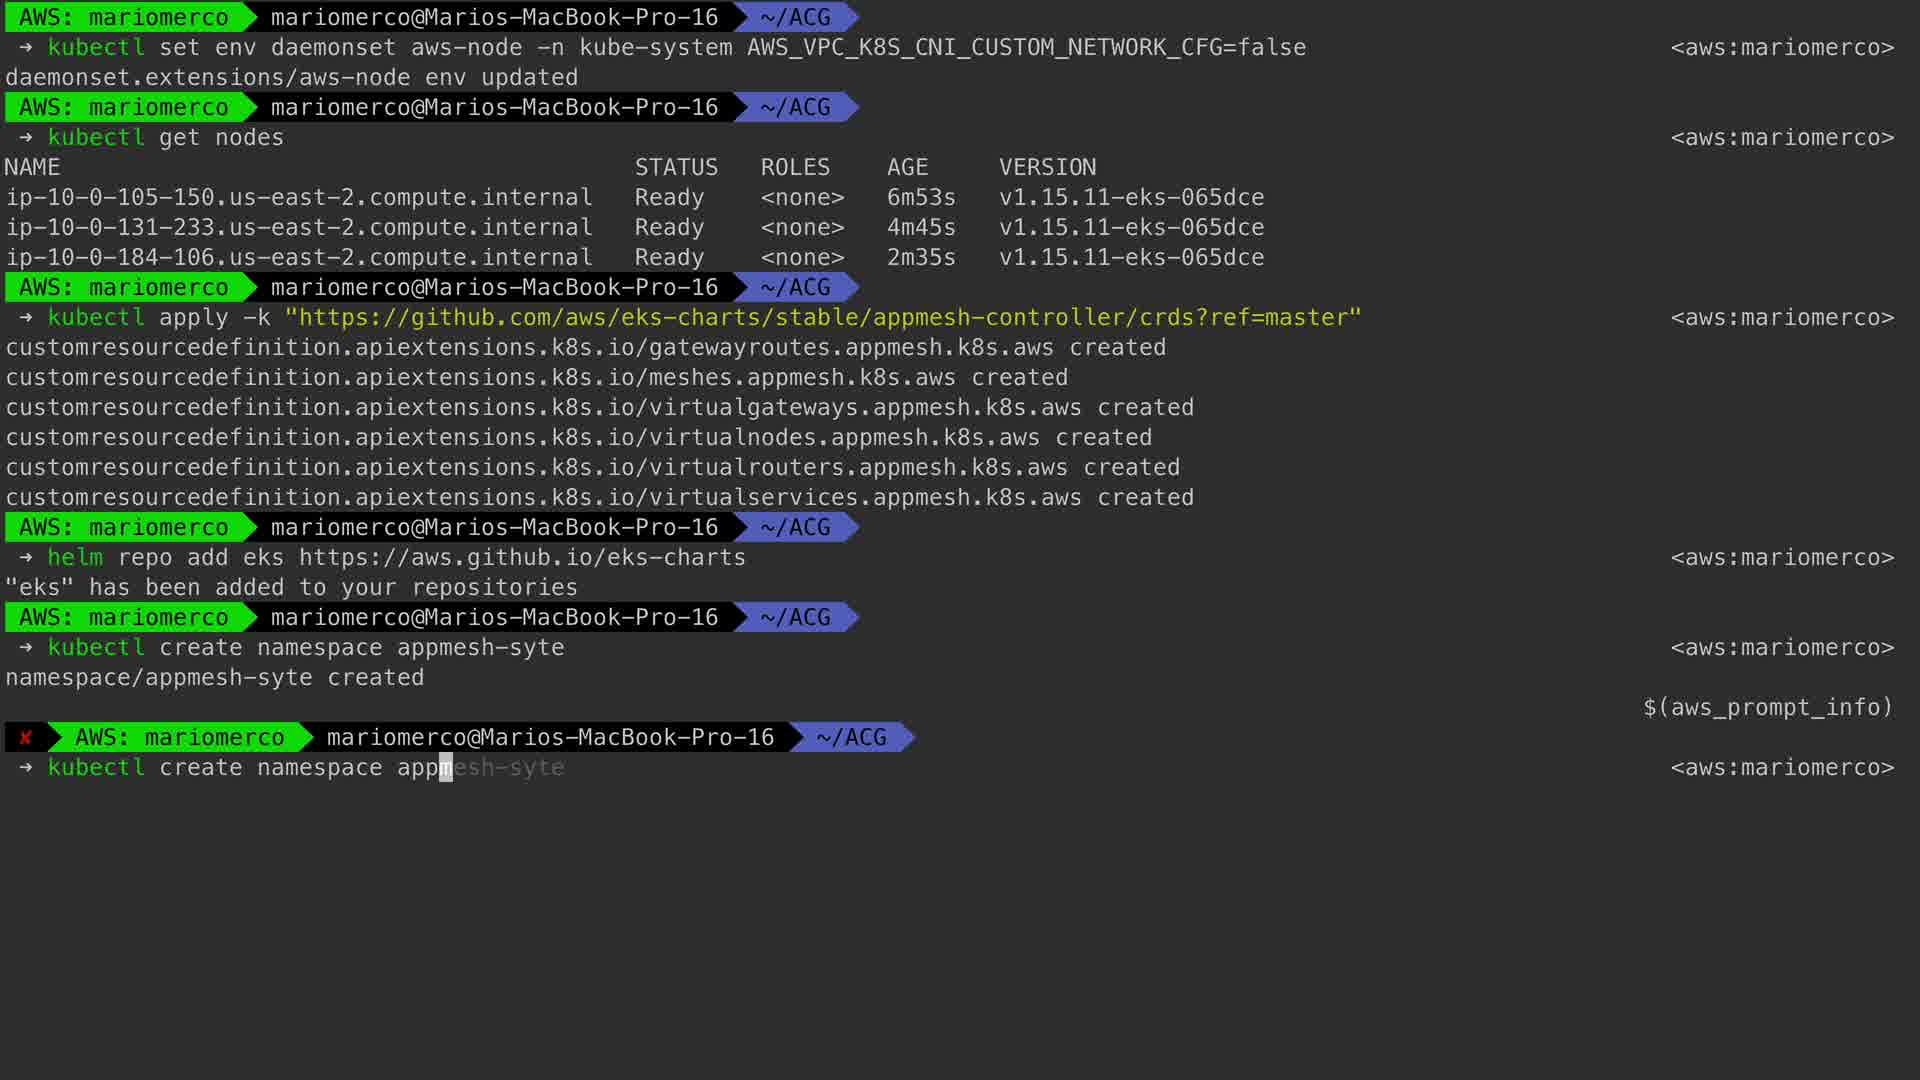 AWS: mariomerco mariomerco@Marios-MacBook-Pro-16 ~/ACG
→ kubectl set env daemonset aws-node -n kube-system AWS_VPC_K8S_CNI_CUSTOM_NETWORK_CFG=false <aws:mariomerco>
daemonset.extensions/aws-node env updated
AWS: mariomerco mariomerco@Marios-MacBook-Pro-16 ~/ACG
→ kubectl get nodes <aws:mariomerco>
NAME STATUS ROLES AGE VERSION
ip-10-0-105-150.us-east-2.compute.internal Ready <none> 6m53s v1.15.11-eks-065dce
ip-10-0-131-233.us-east-2.compute.internal Ready <none> 4m45s v1.15.11-eks-065dce
ip-10-0-184-106.us-east-2.compute.internal Ready <none> 2m35s v1.15.11-eks-065dce
AWS: mariomerco mariomerco@Marios-MacBook-Pro-16 ~/ACG
→ kubectl apply -k "https://github.com/aws/eks-charts/stable/appmesh-controller/crds?ref=master" <aws:mariomerco>
customresourcedefinition.apiextensions.k8s.io/gatewayroutes.appmesh.k8s.aws created
customresourcedefinition.apiextensions.k8s.io/meshes.appmesh.k8s.aws created
customresourcedefinition.apiextensions.k8s.io/virtualgateways.appmesh.k8s.aws created
customresourcedefinition.apiextensions.k8s.io/virtualnodes.appmesh.k8s.aws created
customresourcedefinition.apiextensions.k8s.io/virtualrouters.appmesh.k8s.aws created
customresourcedefinition.apiextensions.k8s.io/virtualservices.appmesh.k8s.aws created
AWS: mariomerco mariomerco@Marios-MacBook-Pro-16 ~/ACG
→ helm repo add eks https://aws.github.io/eks-charts <aws:mariomerco>
"eks" has been added to your repositories
AWS: mariomerco mariomerco@Marios-MacBook-Pro-16 ~/ACG
→ kubectl create namespace appmesh-syte <aws:mariomerco>
namespace/appmesh-syte created
$(aws_prompt_info)
✘ AWS: mariomerco mariomerco@Marios-MacBook-Pro-16 ~/ACG
→ kubectl create namespace appmesh-syte <aws:mariomerco>